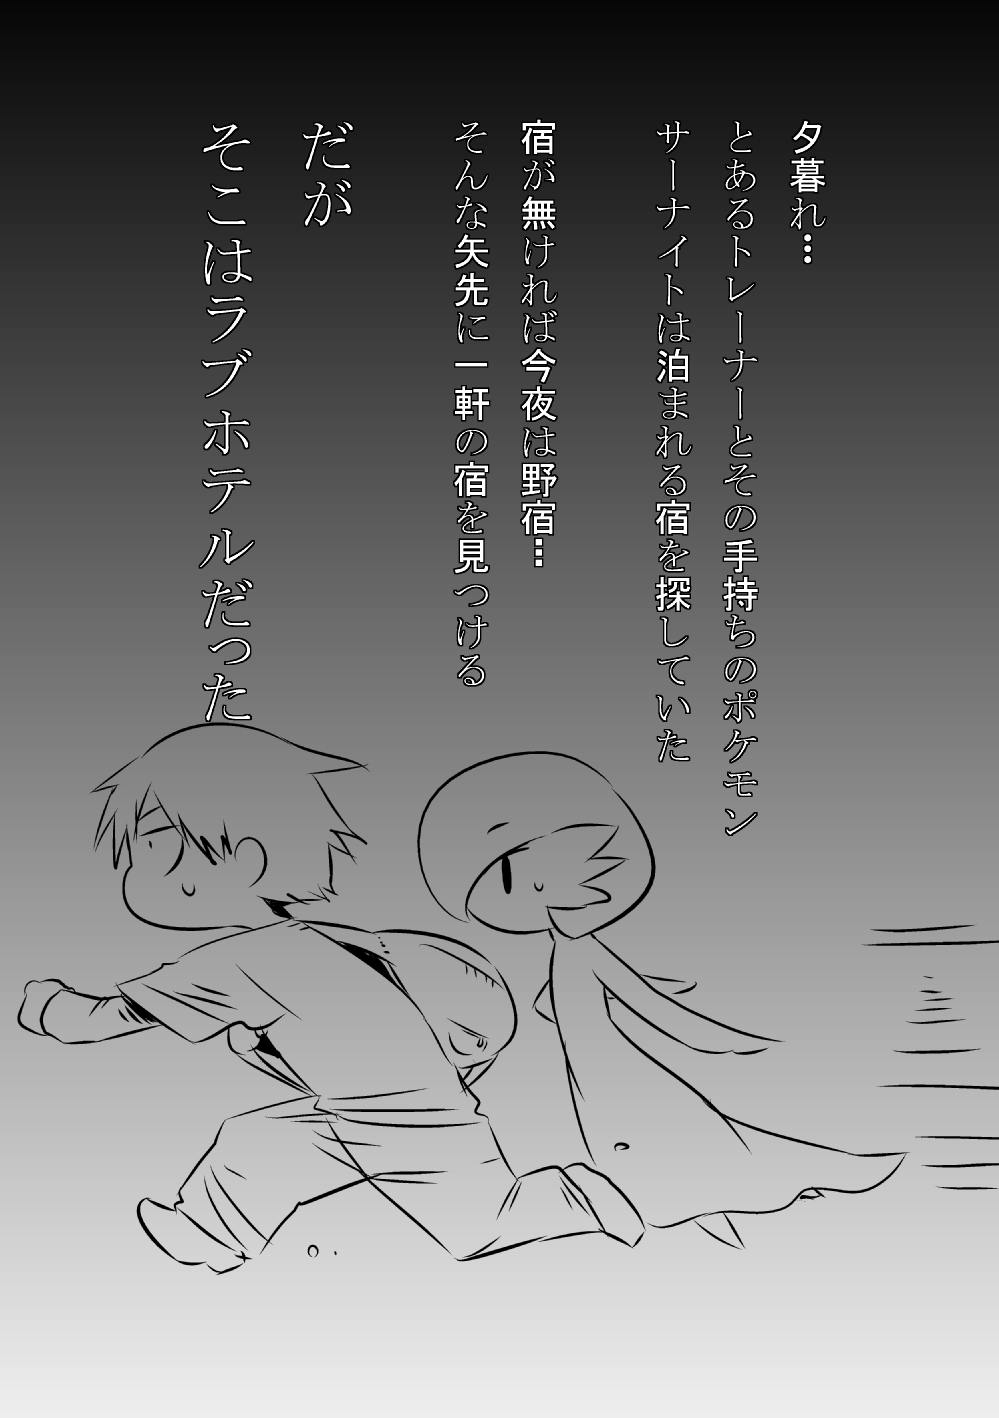 夕暮れ…
とあるトレーナーとその手持ちのポケモン
サーナイトは泊まれる宿を探していた
宿が無ければ今夜は野宿…
そんな矢先に一軒の宿を見つける
だが
そこはラブホテルだった